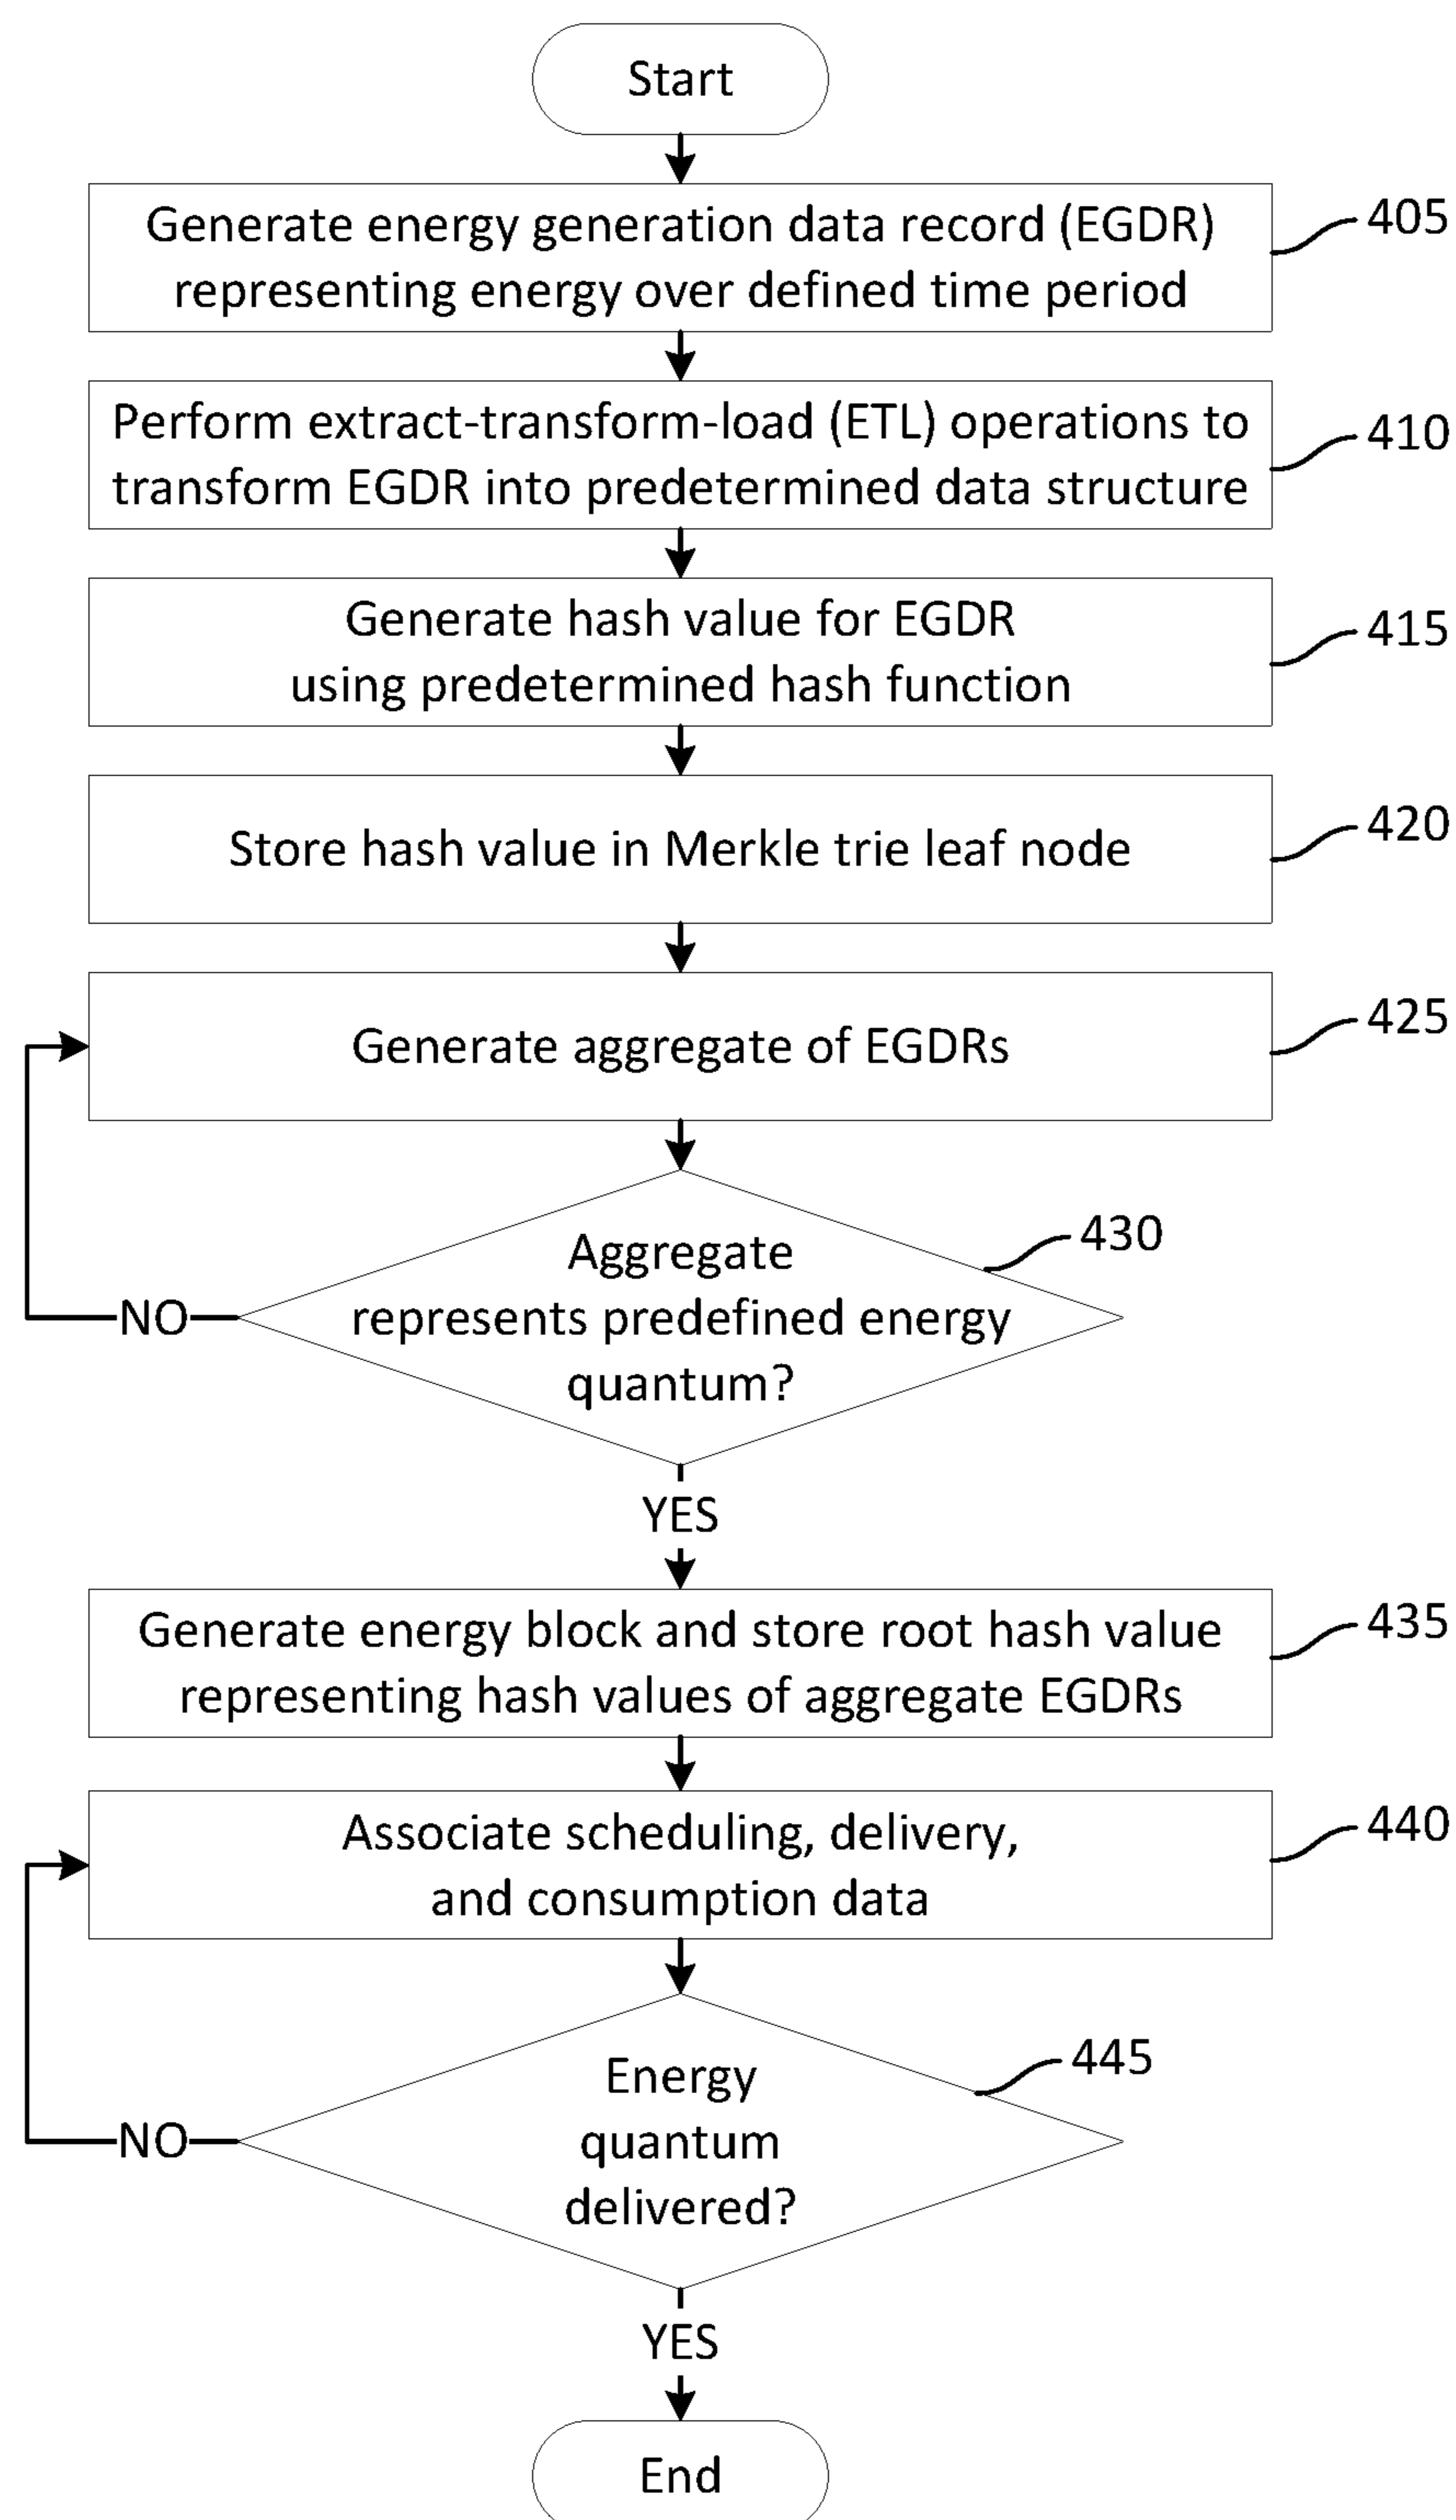 Start
Generate energy generation data record (EGDR)
representing energy over defined time period
405
Perform extract-transform-load (ETL) operations to
transform EGDR into predetermined data structure
410
Generate hash value for EGDR
using predetermined hash function
415
Store hash value in Merkle trie leaf node
420
Generate aggregate of EGDRs
425
Aggregate
represents predefined energy
quantum?
430
NO
YES
Generate energy block and store root hash value
representing hash values of aggregate EGDRs
435
Associate scheduling, delivery,
and consumption data
440
Energy
quantum
delivered?
445
NO
YES
End